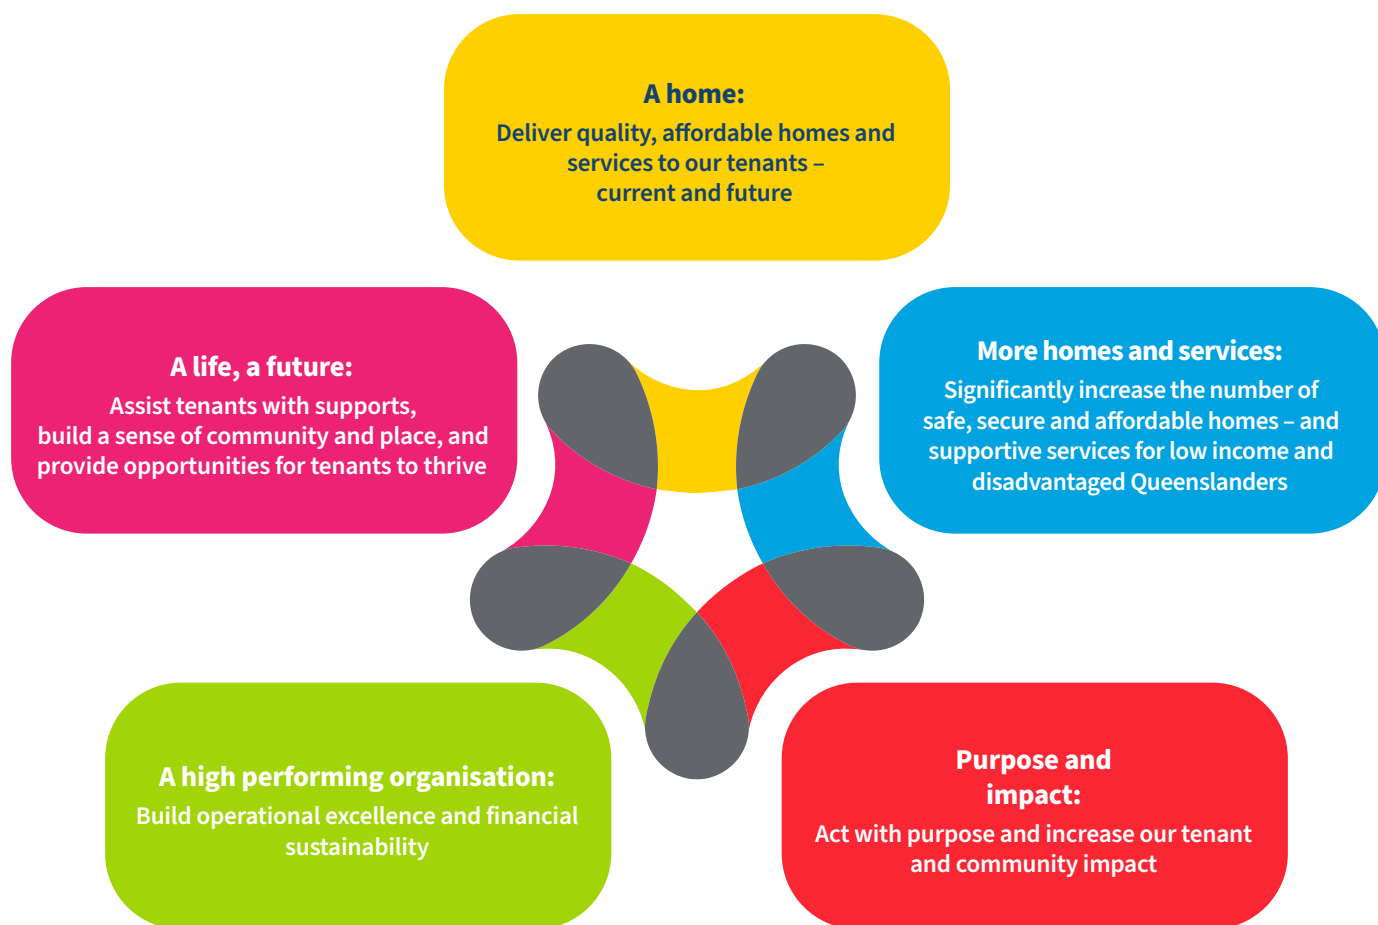 A home:
Deliver quality, affordable homes and
services to our tenants –
current and future
A life, a future:
Assist tenants with supports,
build a sense of community and place, and
provide opportunities for tenants to thrive
More homes and services:
Significantly increase the number of
safe, secure and affordable homes – and
supportive services for low income and
disadvantaged Queenslanders
A high performing organisation:
Build operational excellence and financial
sustainability
Purpose and
impact:
Act with purpose and increase our tenant
and community impact